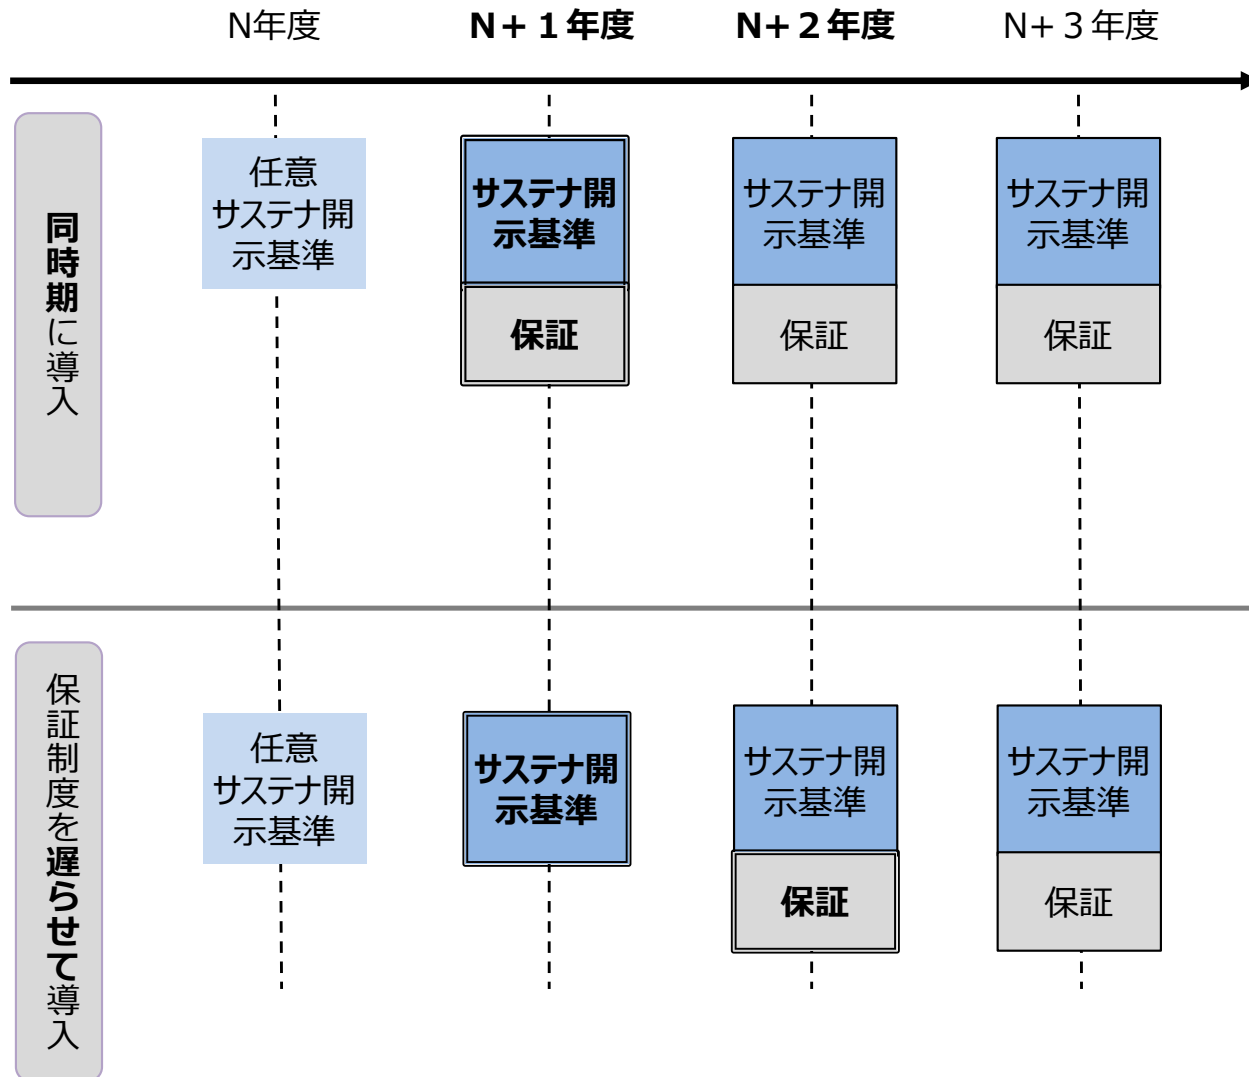 N年度
N＋１年度
N+２年度
N+３年度
同時期に導入
任意
サステナ開
示基準
サステナ開
示基準
保証
サステナ開
示基準
保証
サステナ開
示基準
保証
保証制度を遅らせて導入
任意
サステナ開
示基準
サステナ開
示基準
サステナ開
示基準
保証
サステナ開
示基準
保証